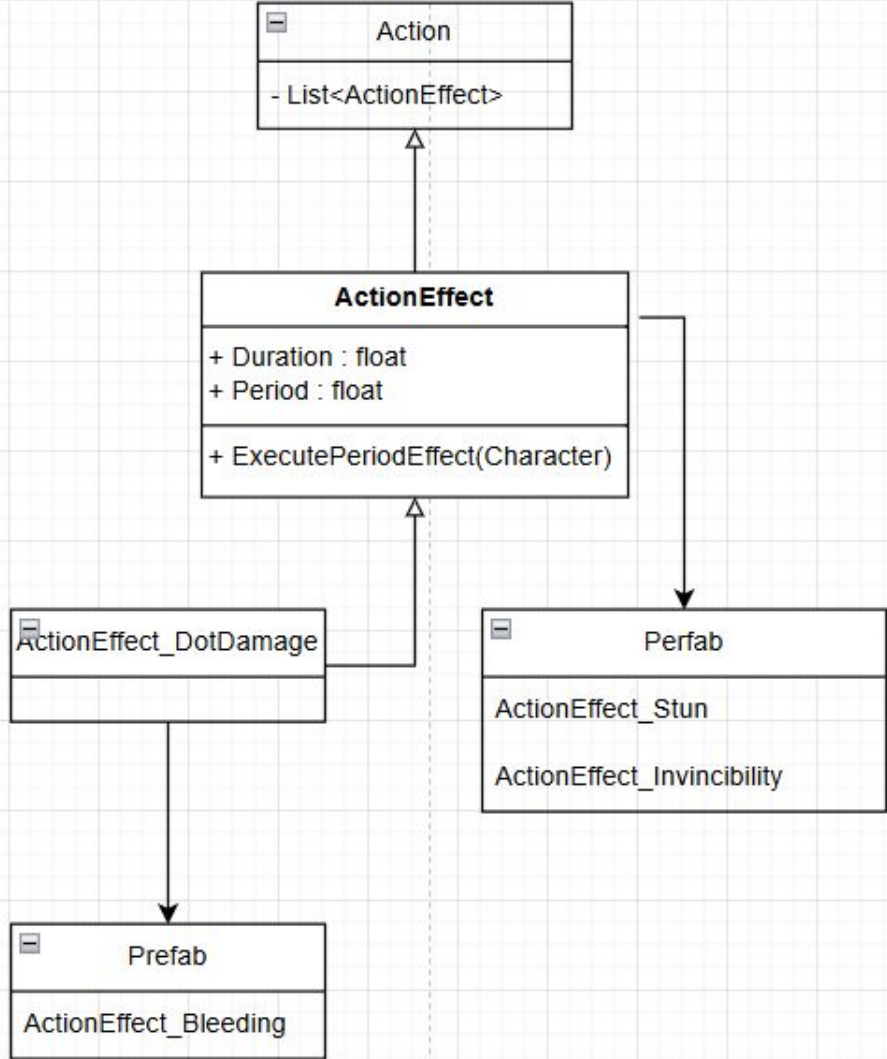 Action
- List<ActionEffect>
ActionEffect
+ Duration : float
+ Period : float
+ ExecutePeriodEffect(Character)
ActionEffect_DotDamage
Perfab
ActionEffect_Stun
ActionEffect_Invincibility
Prefab
ActionEffect_Bleeding